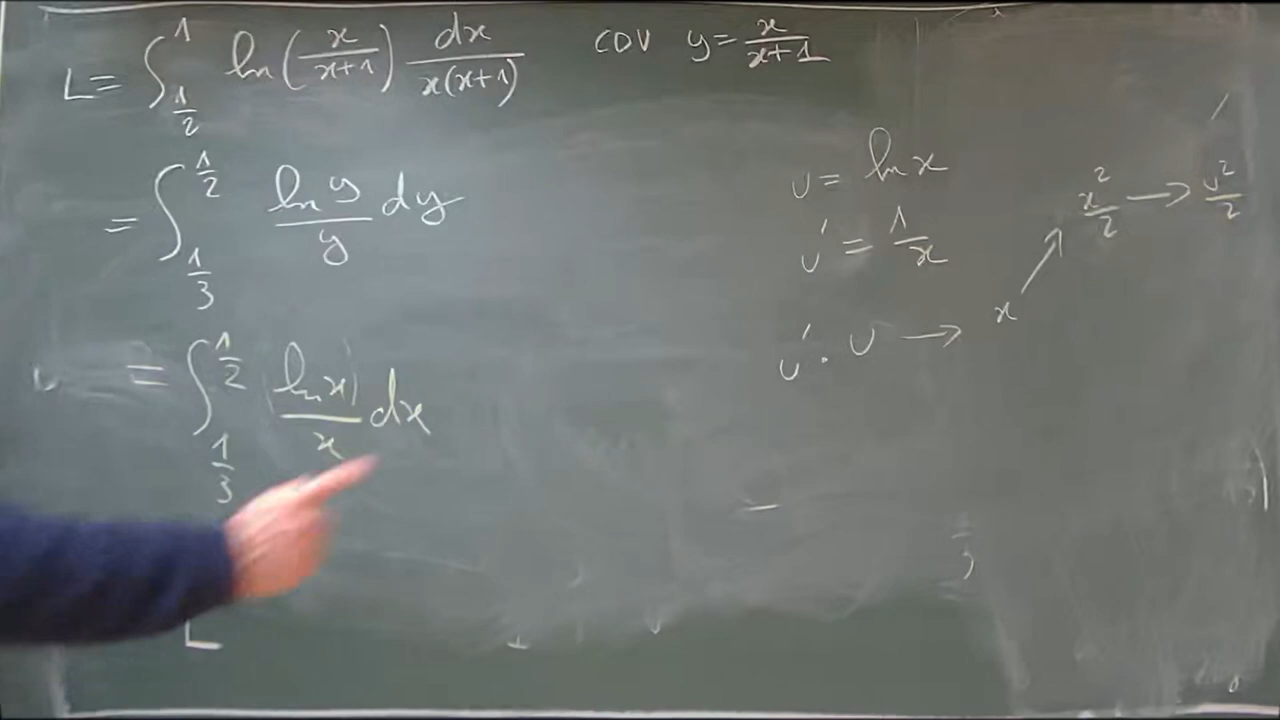 L = ∫_{1/2}^{1} ln(x/(x+1)) dx/(x(x+1)) CDV y = x/(x+1)
= ∫_{1/3}^{1/2} ln y / y dy
= ∫_{1/3}^{1/2} ln x / x dx
u = ln x
u' = 1/x
u' · u → x ↗ x²/2 → u²/2